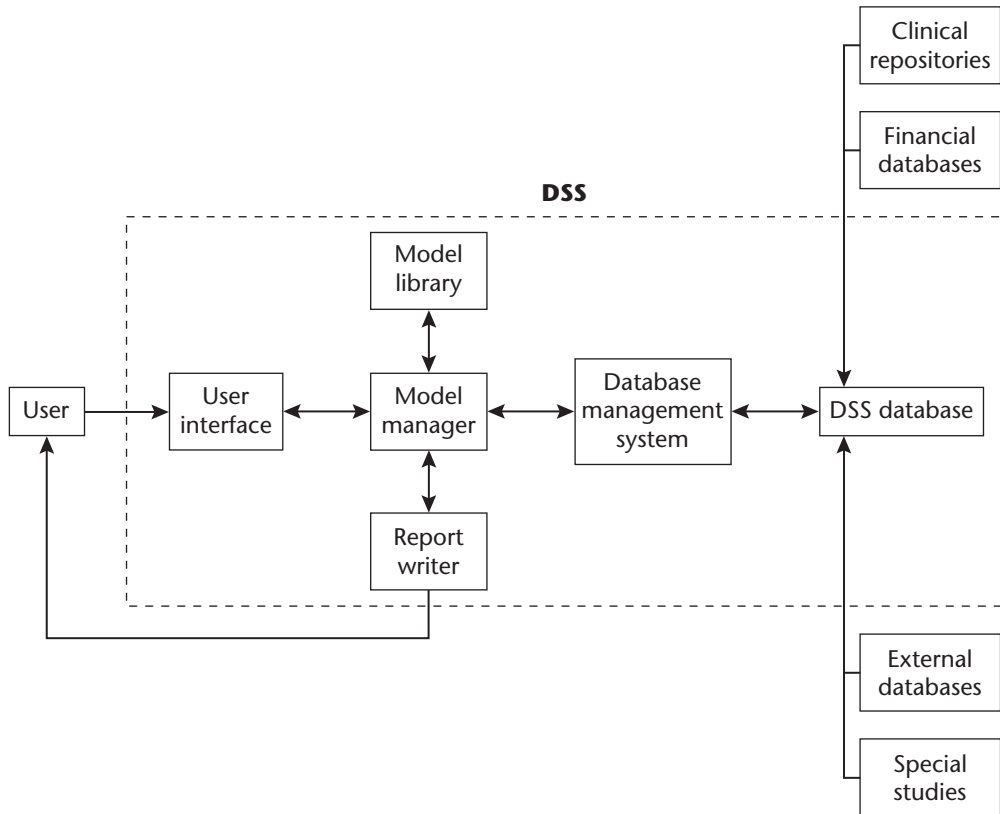 Clinical
repositories
Financial
databases
DSS
Model
library
User
User
interface
Model
manager
Database
management
system
DSS database
Report
writer
External
databases
Special
studies